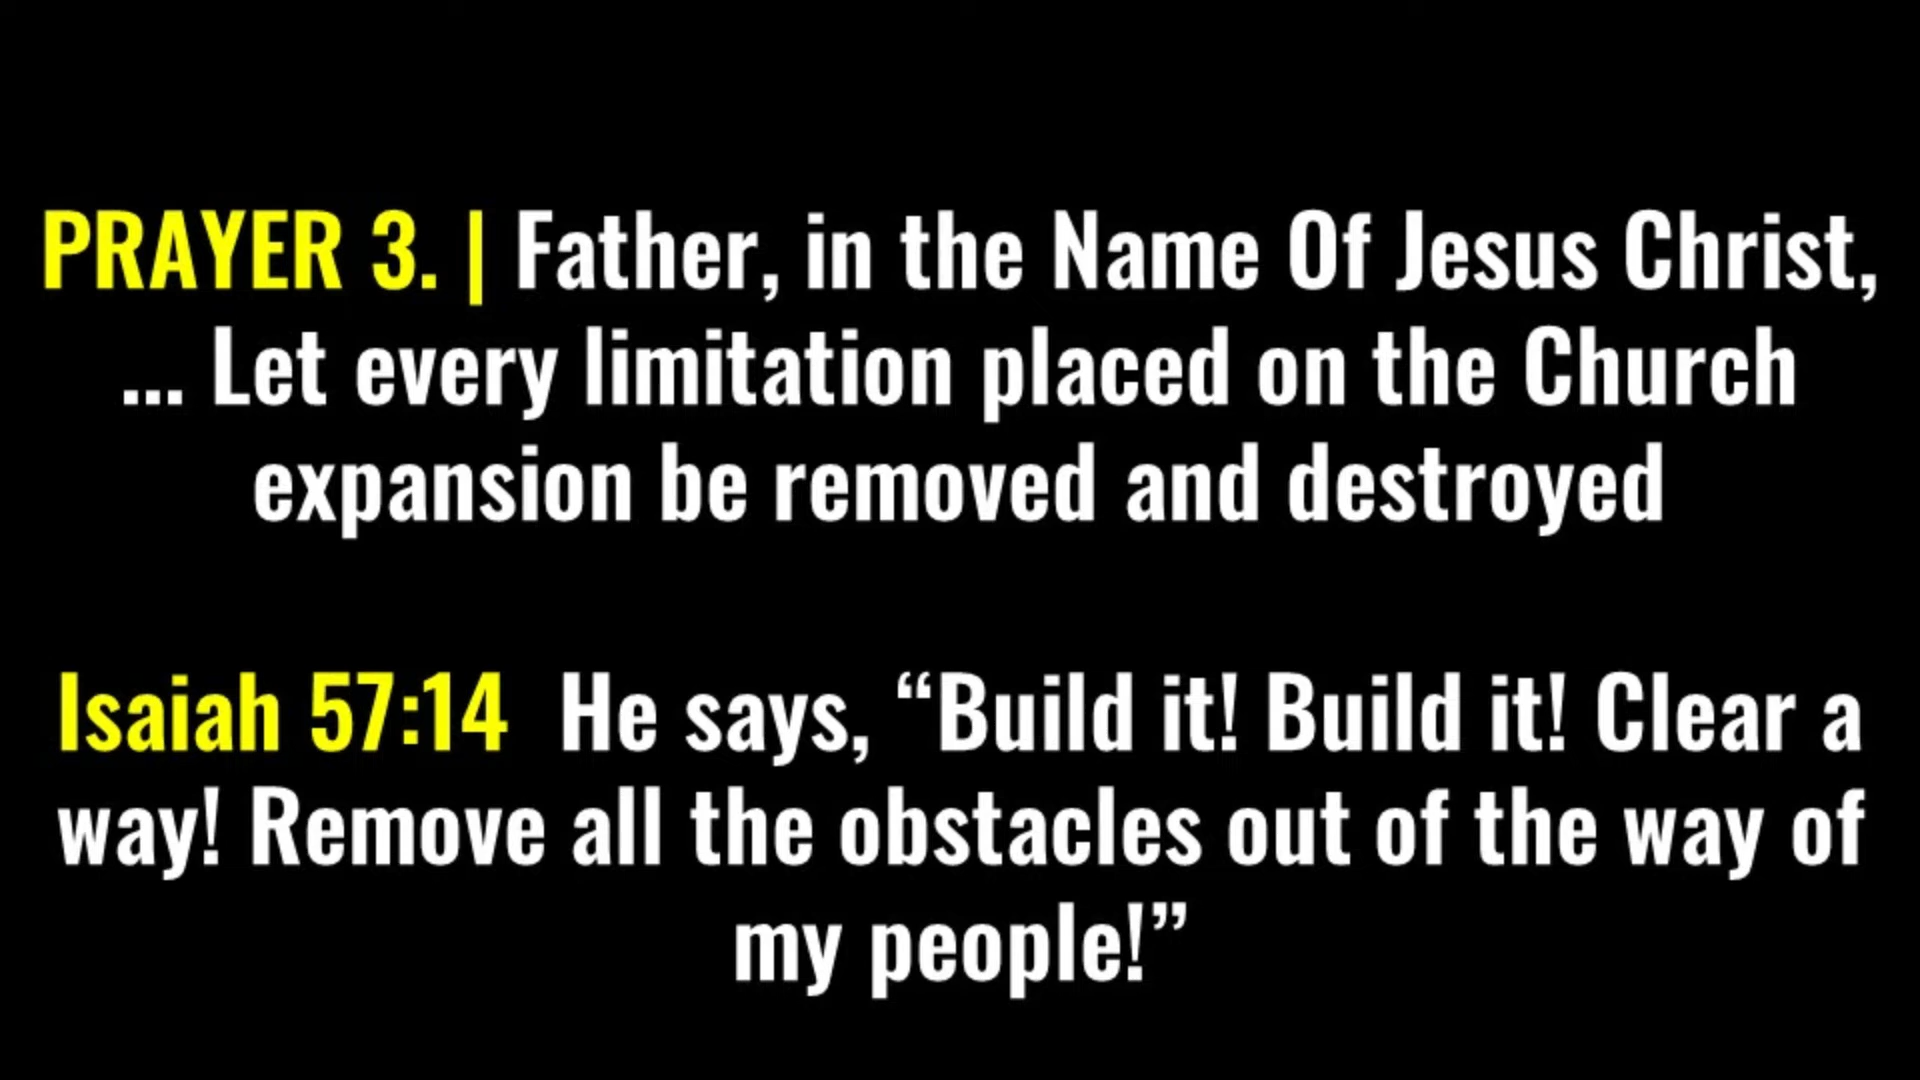 PRAYER 3. | Father, in the Name Of Jesus Christ,
... Let every limitation placed on the Church
expansion be removed and destroyed
Isaiah 57:14 He says, “Build it! Build it! Clear a
way! Remove all the obstacles out of the way of
my people!”